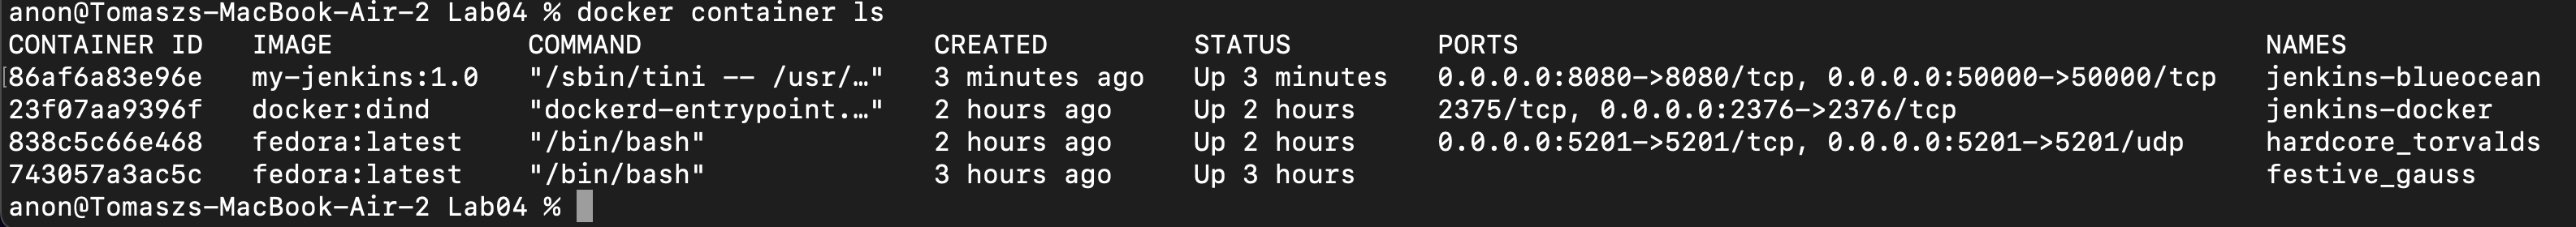 anon@Tomaszs-MacBook-Air-2 Lab04 % docker container ls
CONTAINER ID   IMAGE            COMMAND                  CREATED         STATUS         PORTS                                              NAMES
86af6a83e96e   my-jenkins:1.0   "/sbin/tini -- /usr/…"   3 minutes ago   Up 3 minutes   0.0.0.0:8080->8080/tcp, 0.0.0.0:50000->50000/tcp   jenkins-blueocean
23f07aa9396f   docker:dind      "dockerd-entrypoint.…"   2 hours ago     Up 2 hours     2375/tcp, 0.0.0.0:2376->2376/tcp                   jenkins-docker
838c5c66e468   fedora:latest    "/bin/bash"              2 hours ago     Up 2 hours     0.0.0.0:5201->5201/tcp, 0.0.0.0:5201->5201/udp     hardcore_torvalds
743057a3ac5c   fedora:latest    "/bin/bash"              3 hours ago     Up 3 hours                                                        festive_gauss
anon@Tomaszs-MacBook-Air-2 Lab04 %